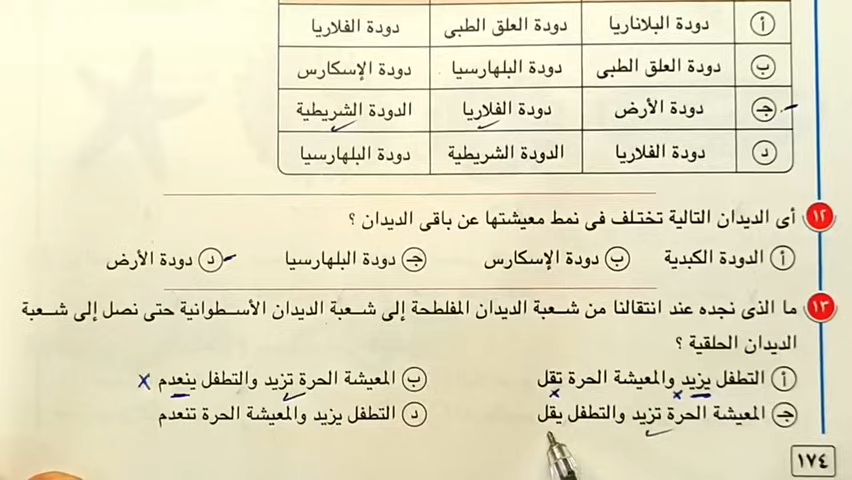 أ دودة البلاناريا دودة العلق الطبى دودة الفلاريا
ب دودة العلق الطبى دودة البلهارسيا دودة الإسكارس
جـ دودة الأرض دودة الفلاريا الدودة الشريطية
د دودة الفلاريا الدودة الشريطية دودة البلهارسيا
١٢ أى الديدان التالية تختلف فى نمط معيشتها عن باقى الديدان ؟
أ الدودة الكبدية ب دودة الإسكارس جـ دودة البلهارسيا د دودة الأرض
١٣ ما الذى نجده عند انتقالنا من شعبة الديدان المفلطحة إلى شعبة الديدان الأسطوانية حتى نصل إلى شعبة
الديدان الحلقية ؟
أ التطفل يزيد والمعيشة الحرة تقل ب المعيشة الحرة تزيد والتطفل ينعدم
جـ المعيشة الحرة تزيد والتطفل يقل د التطفل يزيد والمعيشة الحرة تنعدم
١٧٤